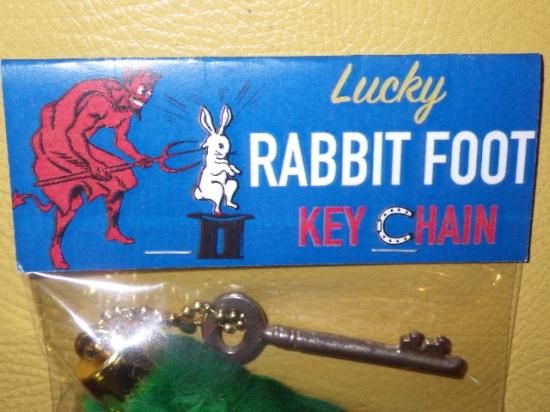 Lucky
RABBIT FOOT
KEY CHAIN